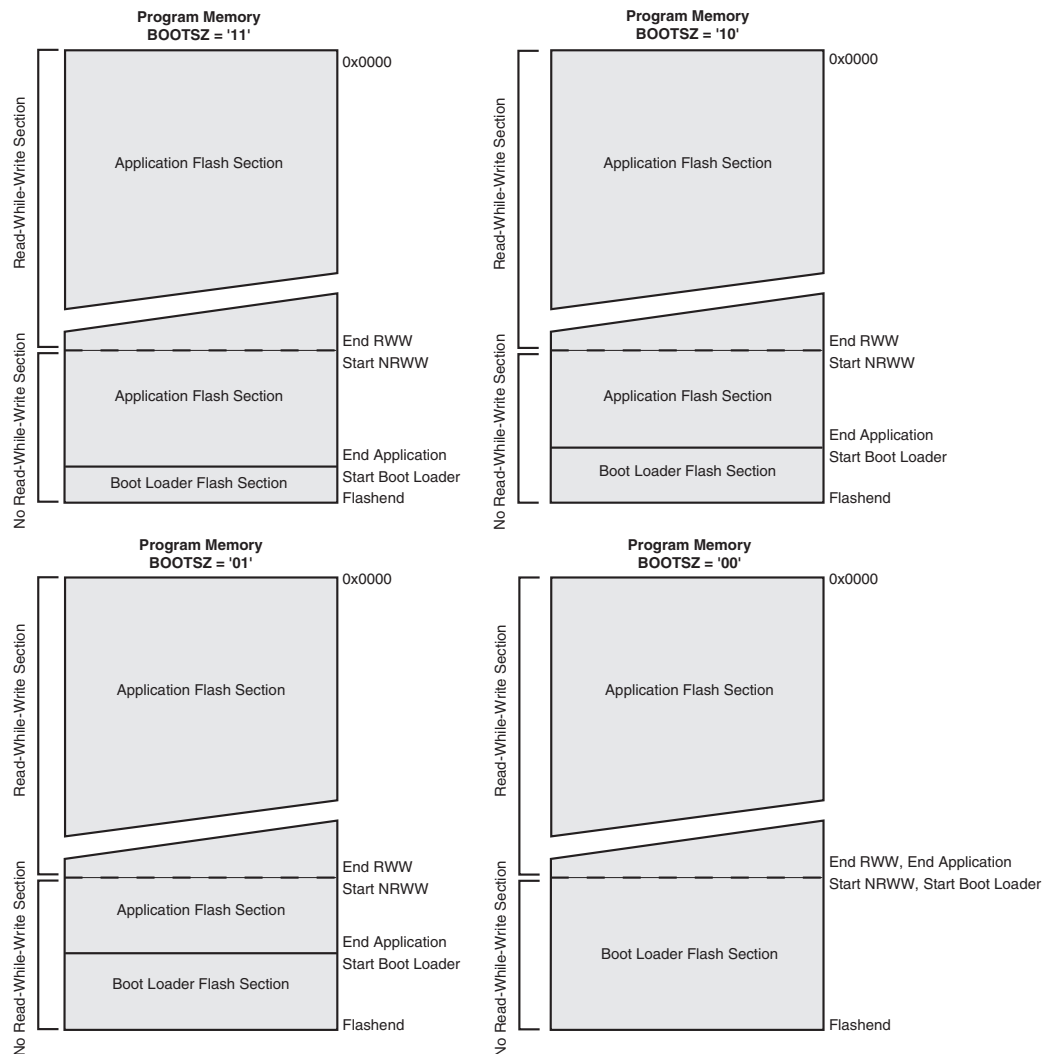 Program Memory
BOOTSZ = '11'
0x0000
Read-While-Write Section
Application Flash Section
End RWW
Start NRWW
No Read-While-Write Section
Application Flash Section
End Application
Start Boot Loader
Boot Loader Flash Section
Flashend
Program Memory
BOOTSZ = '10'
0x0000
Read-While-Write Section
Application Flash Section
End RWW
Start NRWW
No Read-While-Write Section
Application Flash Section
End Application
Start Boot Loader
Boot Loader Flash Section
Flashend
Program Memory
BOOTSZ = '01'
0x0000
Read-While-Write Section
Application Flash Section
End RWW
Start NRWW
No Read-While-Write Section
Application Flash Section
End Application
Start Boot Loader
Boot Loader Flash Section
Flashend
Program Memory
BOOTSZ = '00'
0x0000
Read-While-Write Section
Application Flash Section
End RWW, End Application
Start NRWW, Start Boot Loader
No Read-While-Write Section
Boot Loader Flash Section
Flashend